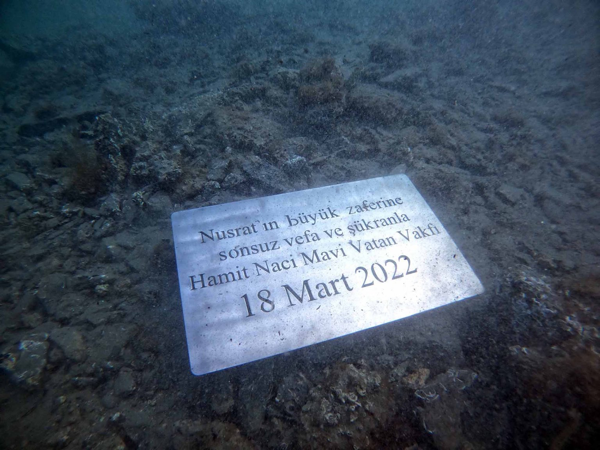 Nusrat'ın büyük zaferine
sonsuz vefa ve şükranla
Hamit Naci Mavi Vatan Vakfı
18 Mart 2022